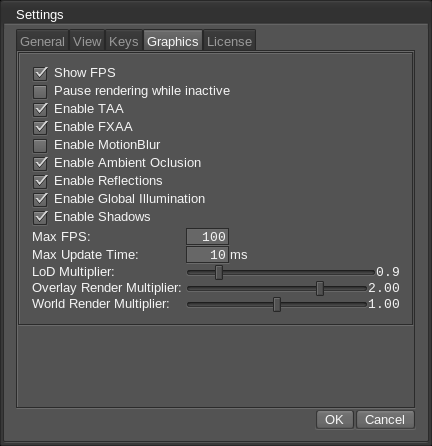 Settings
General View Keys Graphics License
Show FPS
Pause rendering while inactive
Enable TAA
Enable FXAA
Enable MotionBlur
Enable Ambient Oclusion
Enable Reflections
Enable Global Illumination
Enable Shadows
Max FPS: 100
Max Update Time: 10 ms
LoD Multiplier: 0.9
Overlay Render Multiplier: 2.00
World Render Multiplier: 1.00
OK Cancel